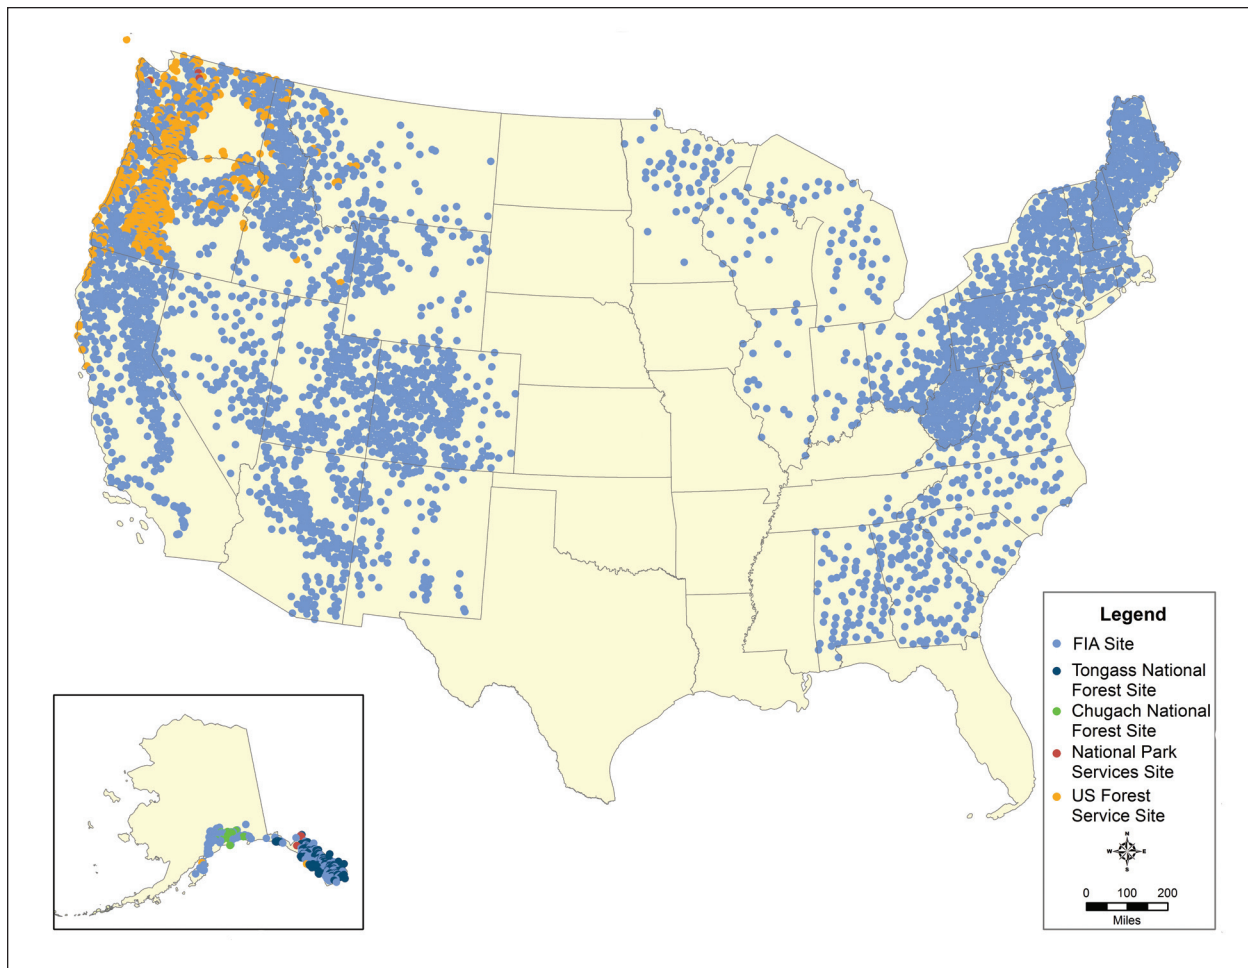 Legend
FIA Site
Tongass National
Forest Site
Chugach National
Forest Site
National Park
Services Site
US Forest
Service Site
N
W E
S
0 100 200
Miles